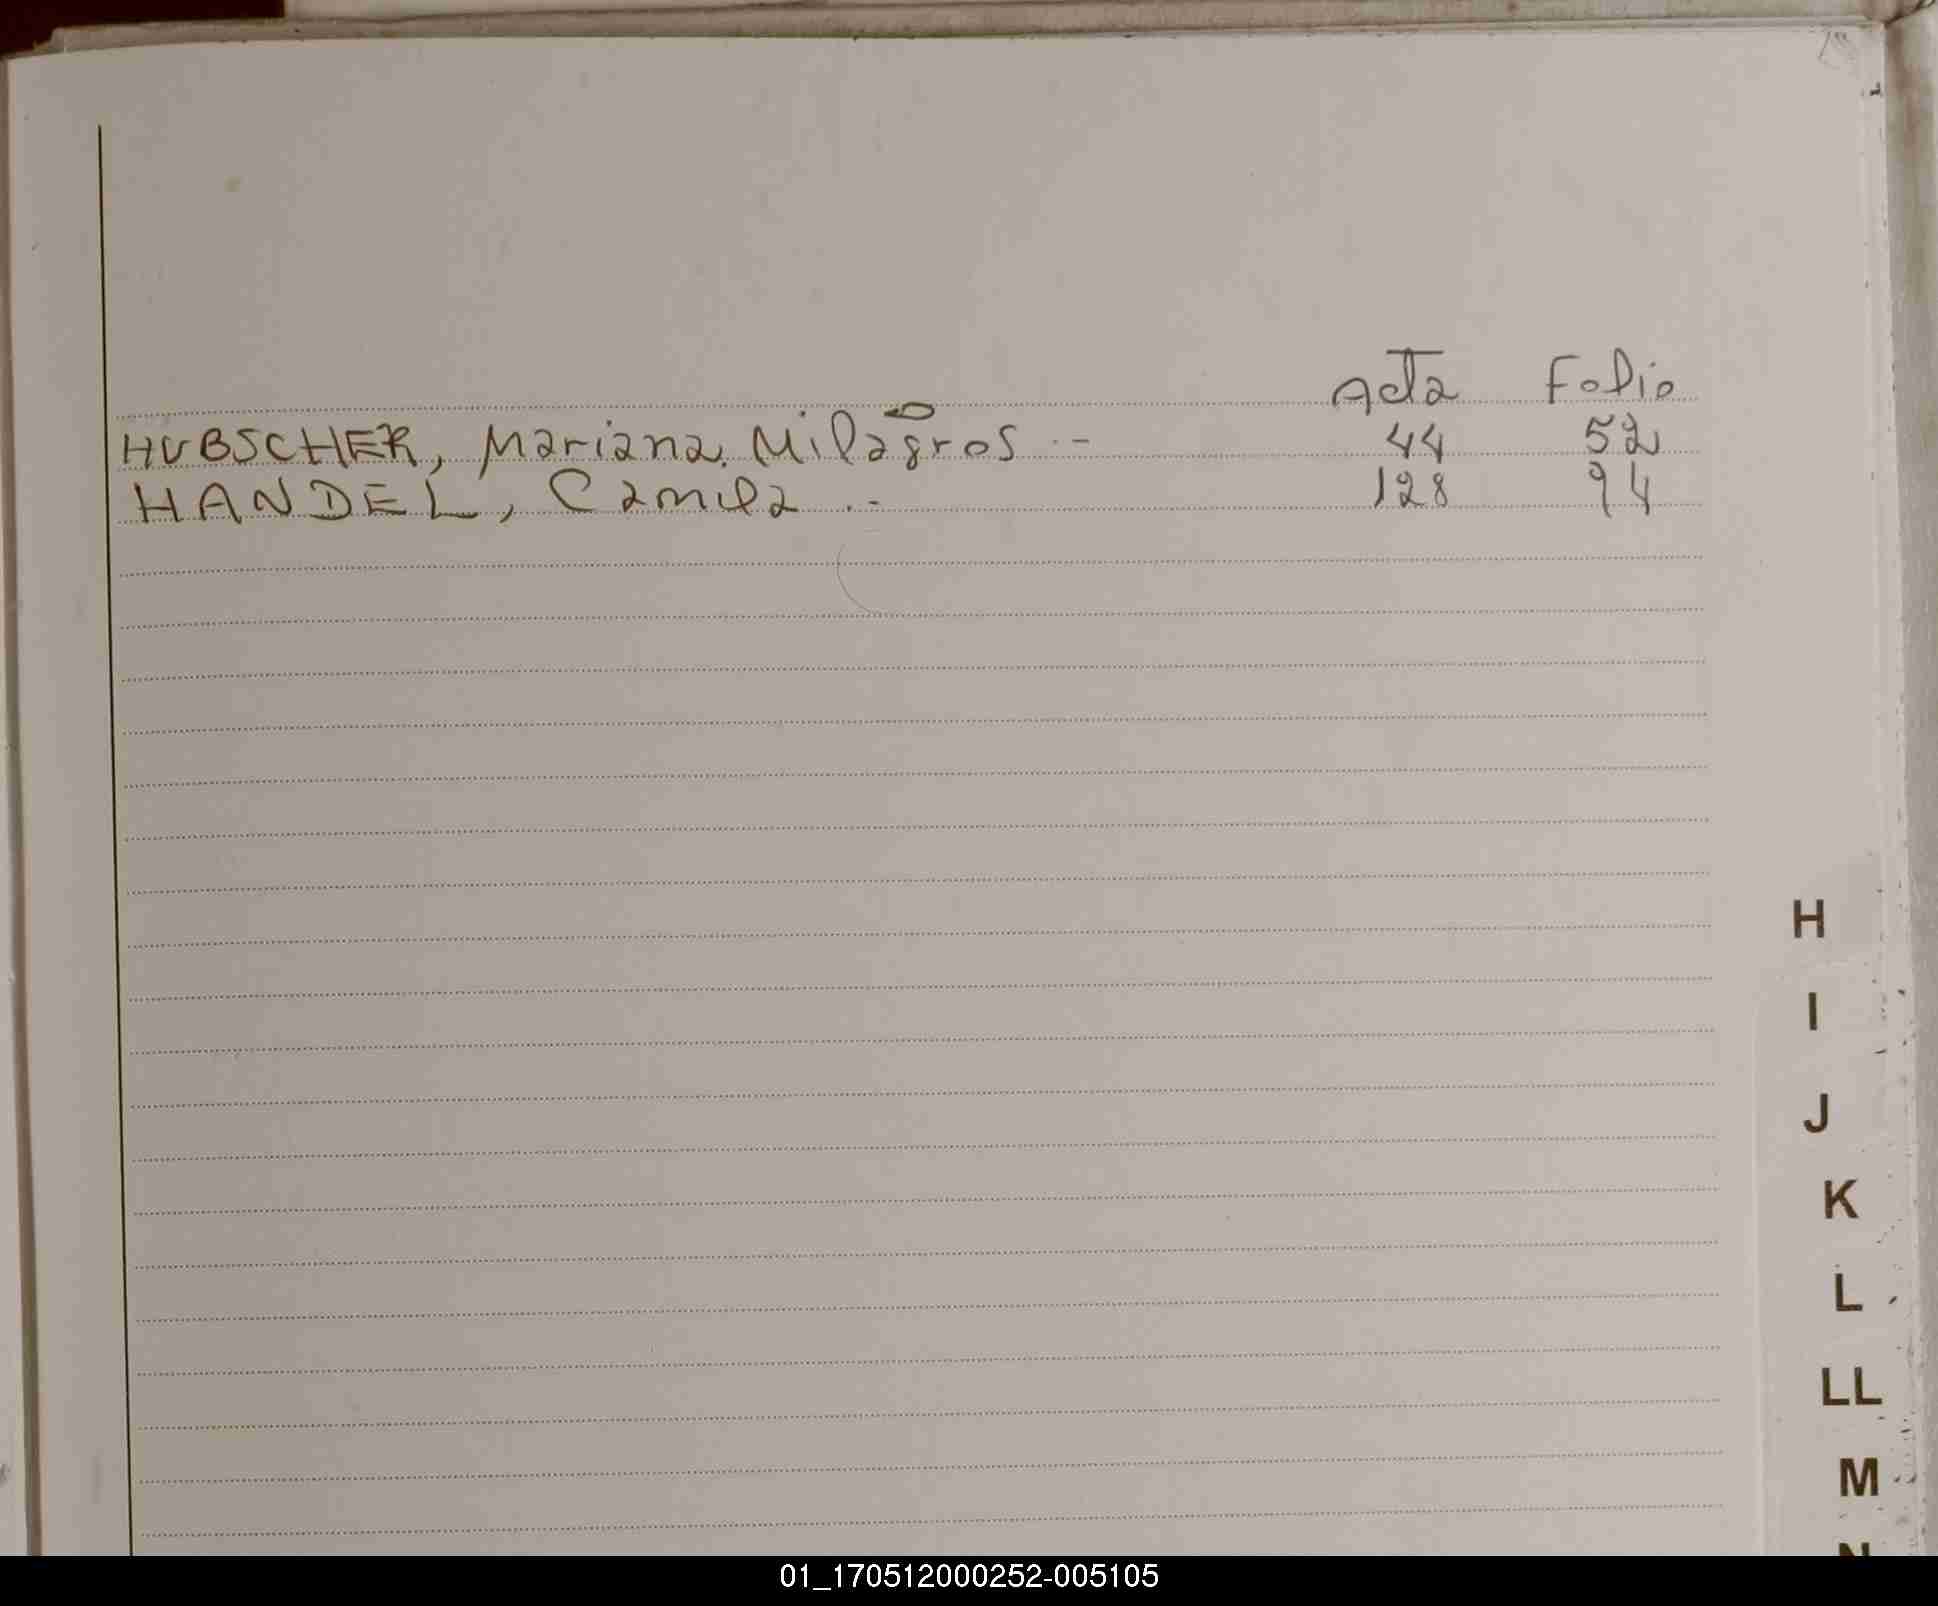 Acta Folio
HUBSCHER, Mariana Milagros .- 44 52
HANDEL, Camila .- 128 94
H
I
J
K
L
LL
M
N
01_170512000252-005105